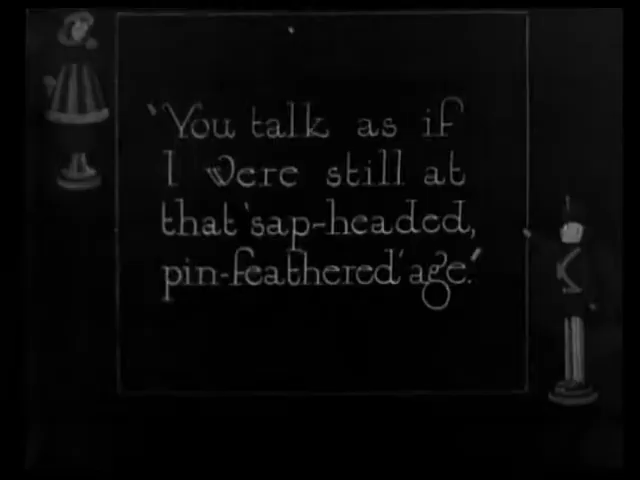 "You talk as if
I were still at
that 'sap-headed,
pin-feathered' age."